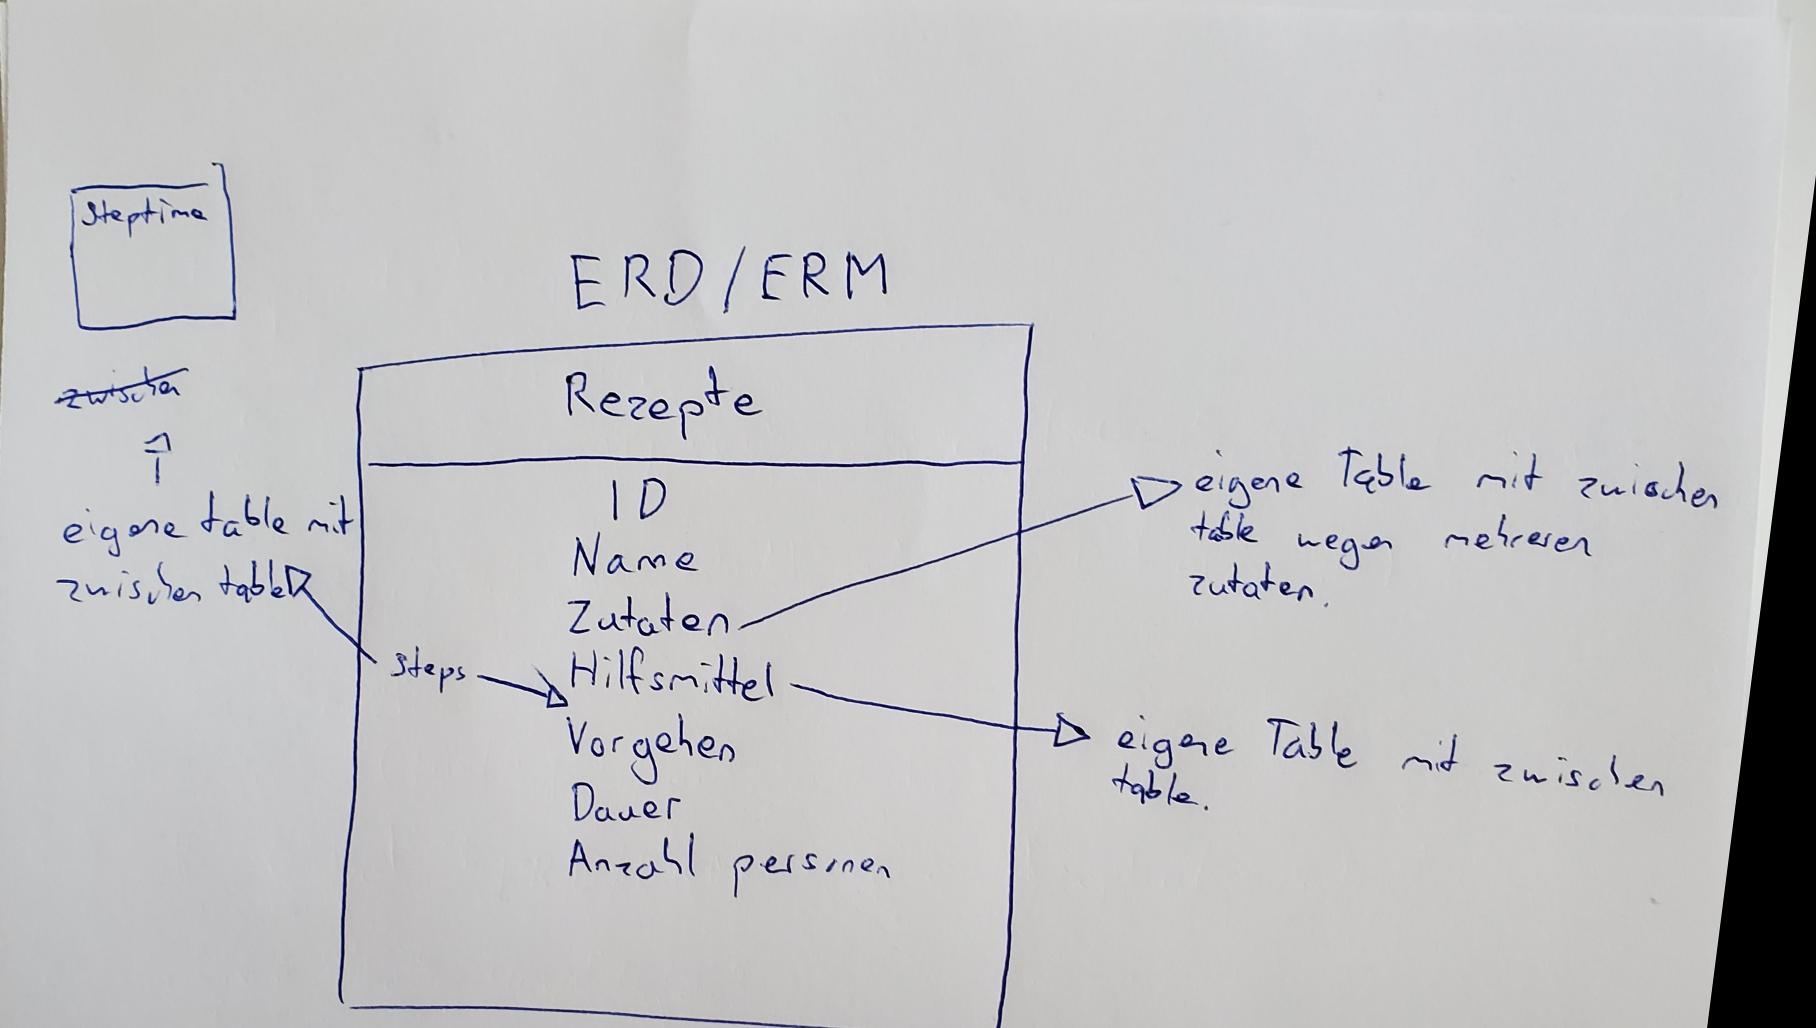 Steptime
ERD/ERM
zwischen
Rezepte
ID
Name
Zutaten
Hilfsmittel
Vorgehen
Dauer
Anzahl personen
steps
eigene table mit
zwischen table
eigene Table mit zwischen
table wegen mehreren
zutaten.
eigene Table mit zwischen
table.